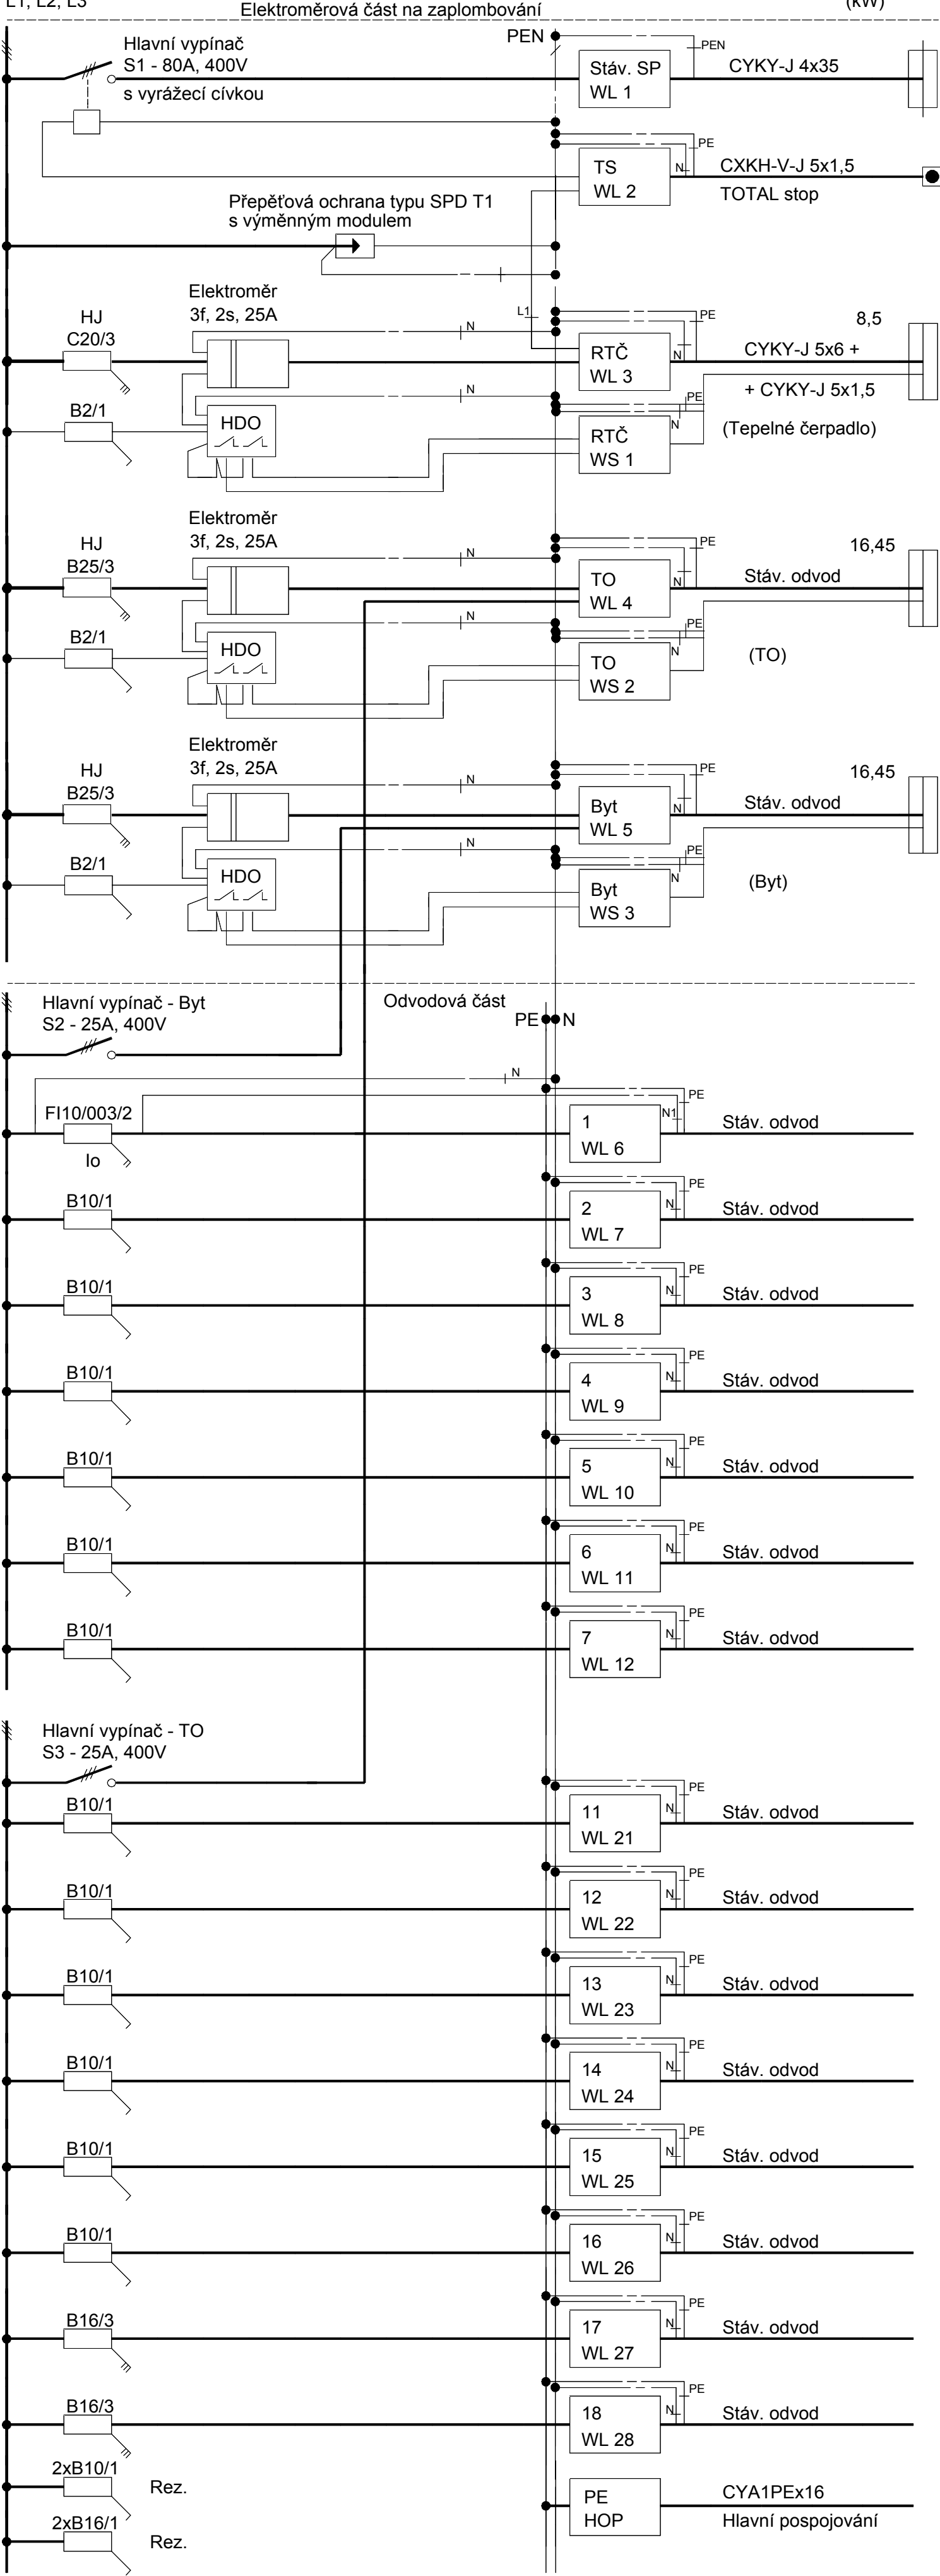 L1, L2, L3
(kW)
Elektroměrová část na zaplombování
PEN
Hlavní vypínač
S1 - 80A, 400V
s vyrážecí cívkou
Stáv. SP
WL 1
PEN
CYKY-J 4x35
PE
TS
WL 2
N
CXKH-V-J 5x1,5
TOTAL stop
Přepěťová ochrana typu SPD T1
s výměnným modulem
Elektroměr
3f, 2s, 25A
HJ
C20/3
N
L1
PE
RTČ
WL 3
N
8,5
CYKY-J 5x6 +
+ CYKY-J 5x1,5
(Tepelné čerpadlo)
B2/1
HDO
N
PE
RTČ
WS 1
N
Elektroměr
3f, 2s, 25A
HJ
B25/3
N
PE
TO
WL 4
N
16,45
Stáv. odvod
B2/1
HDO
N
PE
TO
WS 2
N
(TO)
Elektroměr
3f, 2s, 25A
HJ
B25/3
N
PE
Byt
WL 5
N
16,45
Stáv. odvod
B2/1
HDO
N
PE
Byt
WS 3
N
(Byt)
Hlavní vypínač - Byt
S2 - 25A, 400V
Odvodová část
PE
N
N
FI10/003/2
Io
1
WL 6
N1
PE
Stáv. odvod
B10/1
2
WL 7
N
PE
Stáv. odvod
B10/1
3
WL 8
N
PE
Stáv. odvod
B10/1
4
WL 9
N
PE
Stáv. odvod
B10/1
5
WL 10
N
PE
Stáv. odvod
B10/1
6
WL 11
N
PE
Stáv. odvod
B10/1
7
WL 12
N
PE
Stáv. odvod
Hlavní vypínač - TO
S3 - 25A, 400V
B10/1
11
WL 21
N
PE
Stáv. odvod
B10/1
12
WL 22
N
PE
Stáv. odvod
B10/1
13
WL 23
N
PE
Stáv. odvod
B10/1
14
WL 24
N
PE
Stáv. odvod
B10/1
15
WL 25
N
PE
Stáv. odvod
B10/1
16
WL 26
N
PE
Stáv. odvod
B16/3
17
WL 27
N
PE
Stáv. odvod
B16/3
18
WL 28
N
PE
Stáv. odvod
2xB10/1
Rez.
PE
HOP
CYA1PEx16
Hlavní pospojování
2xB16/1
Rez.